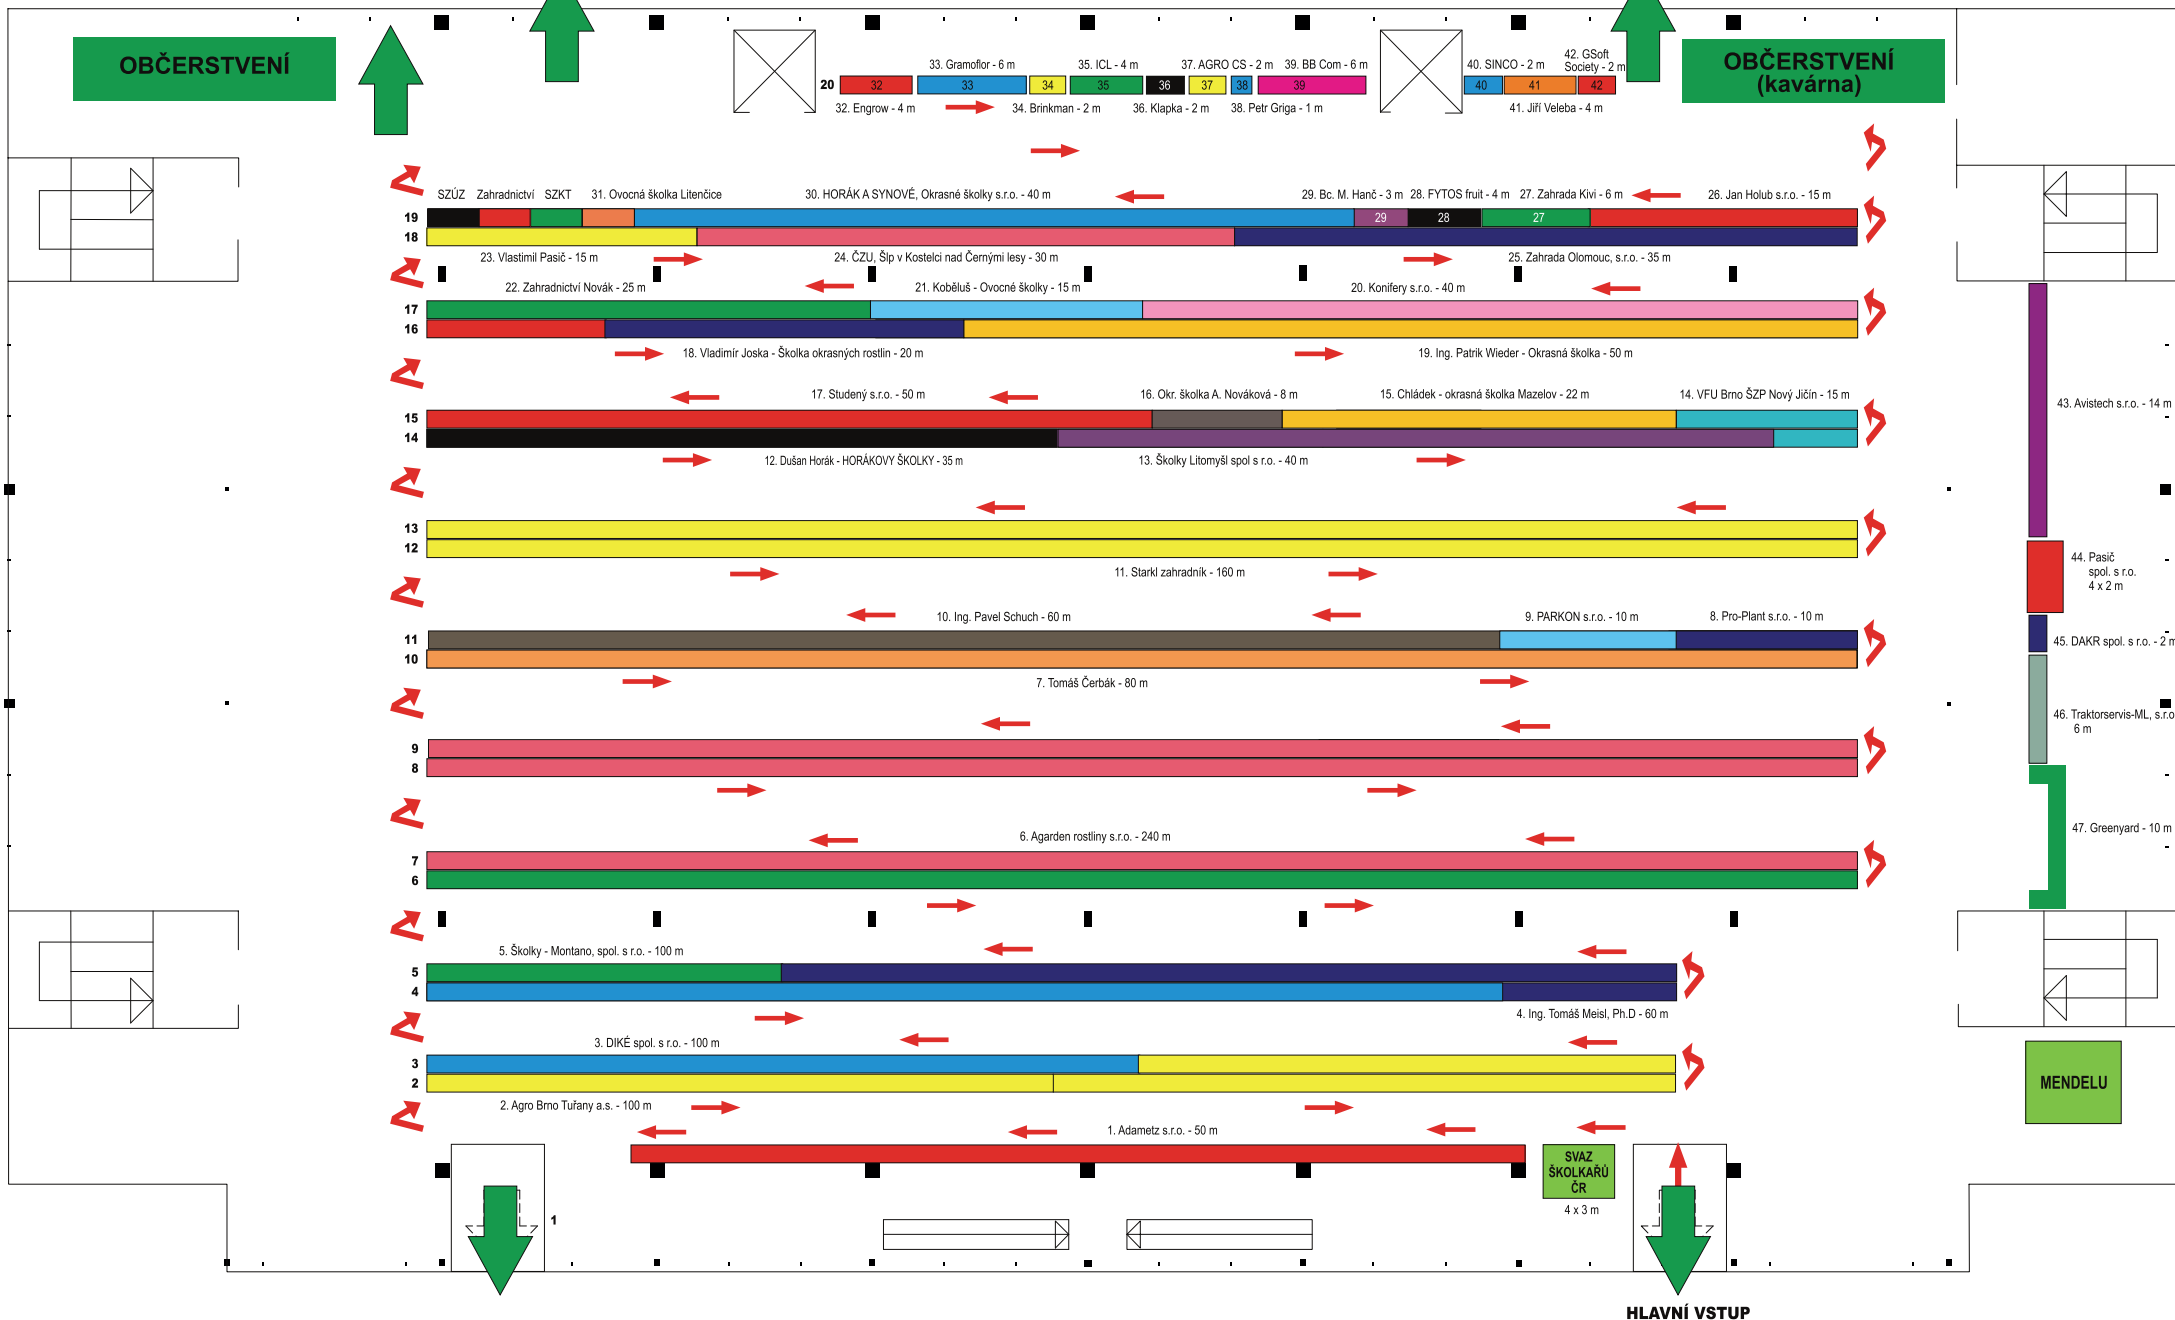 OBČERSTVENÍ
OBČERSTVENÍ
(kavárna)
33. Gramoflor - 6 m
35. ICL - 4 m
37. AGRO CS - 2 m
39. BB Com - 6 m
40. SINCO - 2 m
42. GSoft
Society - 2 m
20
32
33
34
35
36
37
38
39
40
41
42
32. Engrow - 4 m
34. Brinkman - 2 m
36. Klapka - 2 m
38. Petr Griga - 1 m
41. Jiří Veleba - 4 m
SZÚZ
Zahradnictví
SZKT
31. Ovocná školka Litenčice
30. HORÁK A SYNOVÉ, Okrasné školky s.r.o. - 40 m
29. Bc. M. Hanč - 3 m
28. FYTOS fruit - 4 m
27. Zahrada Kivi - 6 m
26. Jan Holub s.r.o. - 15 m
19
29
28
27
18
23. Vlastimil Pasič - 15 m
24. ČZU, Šlp v Kostelci nad Černými lesy - 30 m
25. Zahrada Olomouc, s.r.o. - 35 m
22. Zahradnictví Novák - 25 m
21. Koběluš - Ovocné školky - 15 m
20. Konifery s.r.o. - 40 m
17
16
18. Vladimír Joska - Školka okrasných rostlin - 20 m
19. Ing. Patrik Wieder - Okrasná školka - 50 m
17. Studený s.r.o. - 50 m
16. Okr. školka A. Nováková - 8 m
15. Chládek - okrasná školka Mazelov - 22 m
14. VFU Brno ŠZP Nový Jičín - 15 m
43. Avistech s.r.o. - 14 m
15
14
12. Dušan Horák - HORÁKOVY ŠKOLKY - 35 m
13. Školky Litomyšl spol s r.o. - 40 m
13
12
11. Starkl zahradník - 160 m
44. Pasič
spol. s r.o.
4 x 2 m
10. Ing. Pavel Schuch - 60 m
9. PARKON s.r.o. - 10 m
8. Pro-Plant s.r.o. - 10 m
11
10
45. DAKR spol. s r.o. - 2 m
7. Tomáš Čerbák - 80 m
46. Traktorservis-ML, s.r.o
6 m
9
8
6. Agarden rostliny s.r.o. - 240 m
47. Greenyard - 10 m
7
6
5. Školky - Montano, spol. s r.o. - 100 m
5
4
4. Ing. Tomáš Meisl, Ph.D - 60 m
3. DIKÉ spol. s r.o. - 100 m
3
2
MENDELU
2. Agro Brno Tuřany a.s. - 100 m
1. Adametz s.r.o. - 50 m
SVAZ
ŠKOLKAŘŮ
ČR
4 x 3 m
1
HLAVNÍ VSTUP